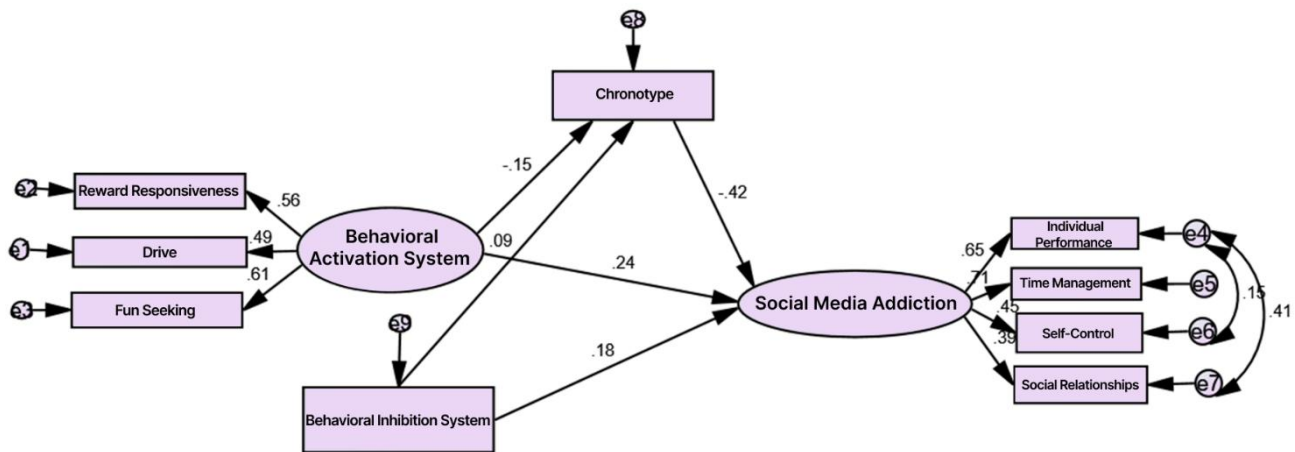 e8
Chronotype
-.15
-.42
e2
Reward Responsiveness
.56
e1
Drive
.49
e3
Fun Seeking
.61
Behavioral
Activation System
.09
.24
e9
.18
Behavioral Inhibition System
Social Media Addiction
.65
Individual
Performance
e4
.71
Time Management
e5
.45
Self-Control
e6
.39
Social Relationships
e7
.15
.41